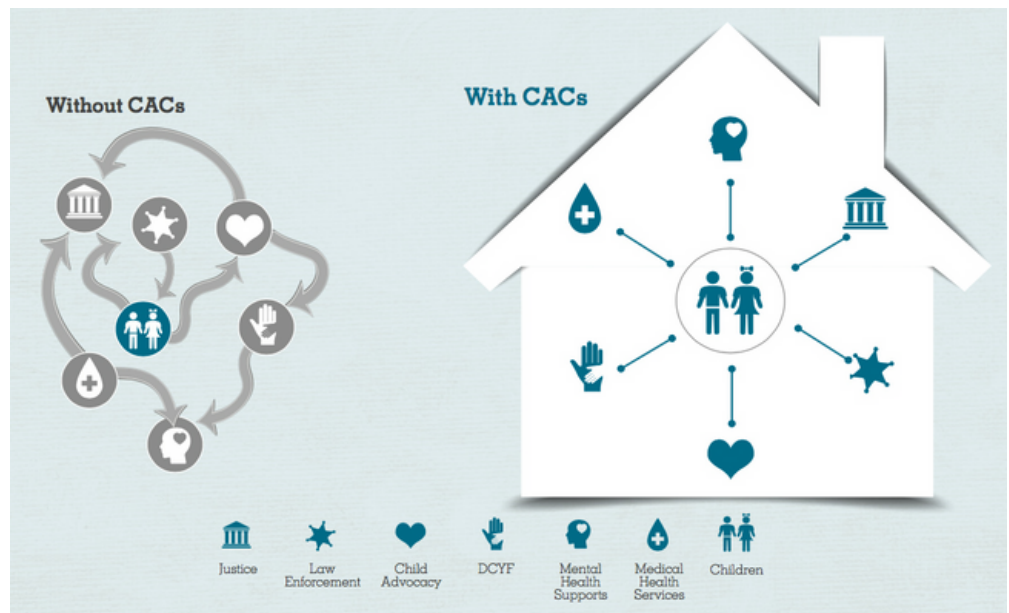 Without CACs
With CACs
Justice
Law
Enforcement
Child
Advocacy
DCYF
Mental
Health
Supports
Medical
Health
Services
Children